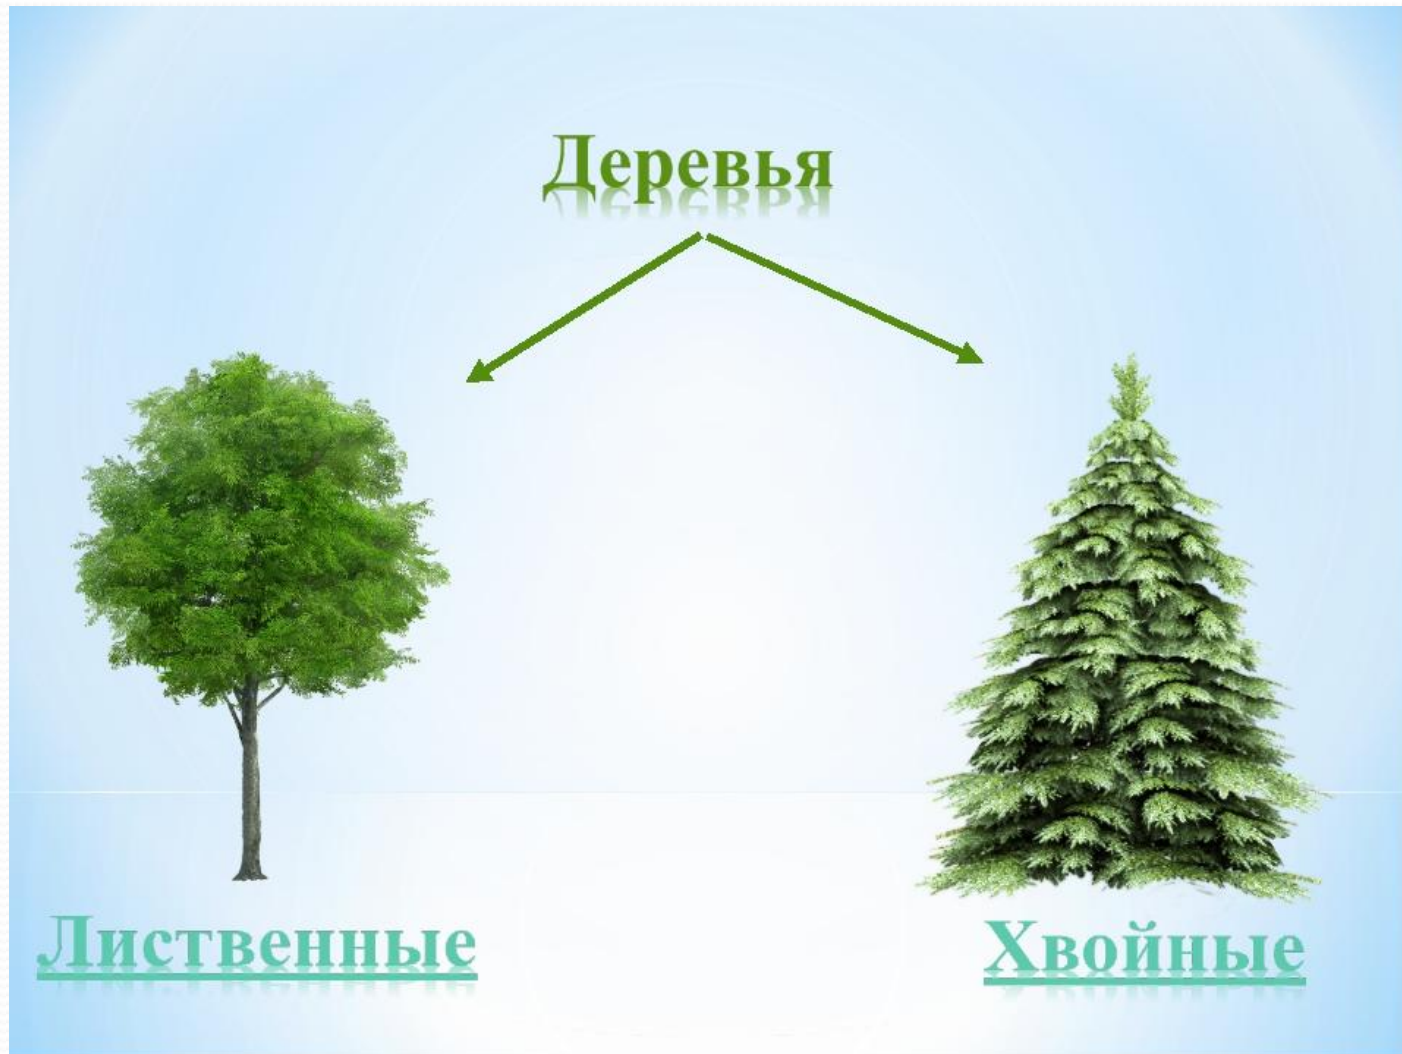 Деревья
Лиственные
Хвойные